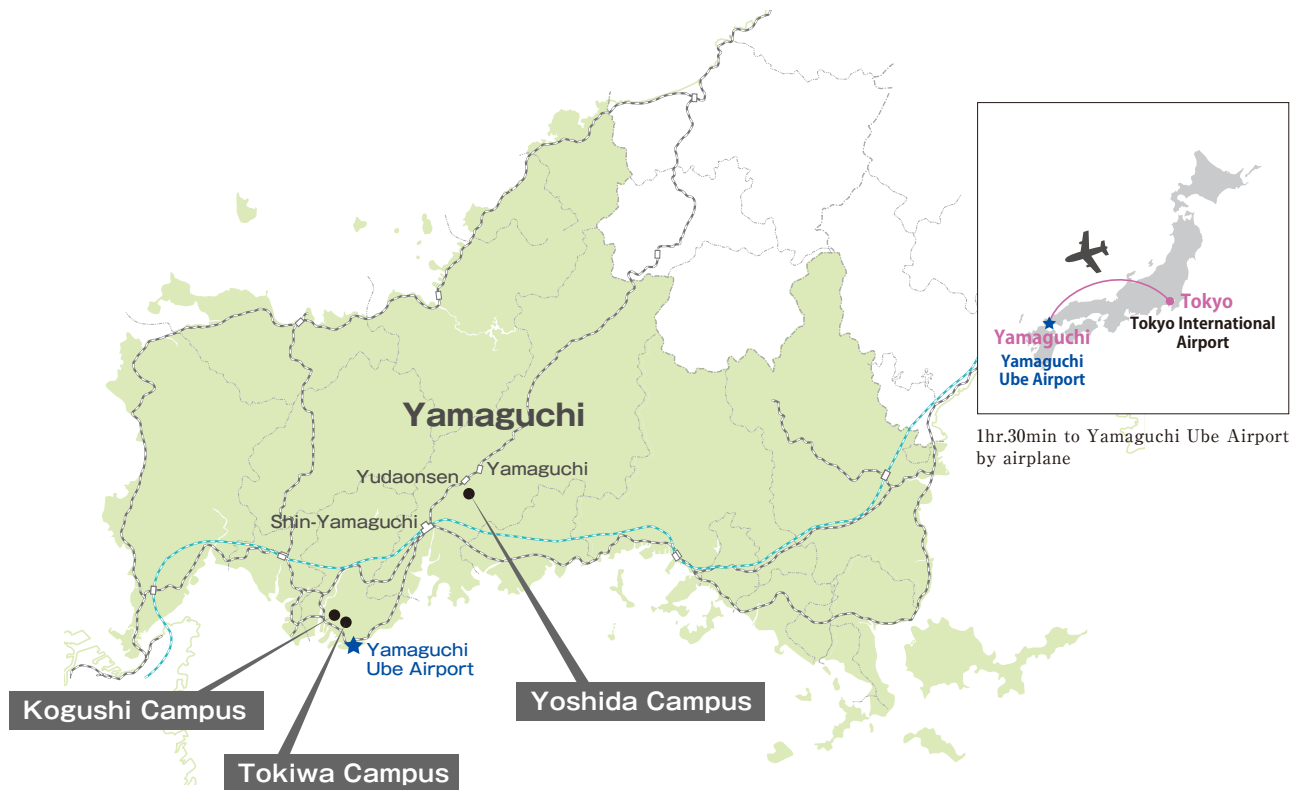 Yamaguchi
Yamaguchi
Yudaonsen
Shin-Yamaguchi
Yamaguchi
Ube Airport
Kogushi Campus
Yoshida Campus
Tokiwa Campus
Tokyo
Tokyo International
Airport
Yamaguchi
Yamaguchi
Ube Airport
1hr.30min to Yamaguchi Ube Airport
by airplane